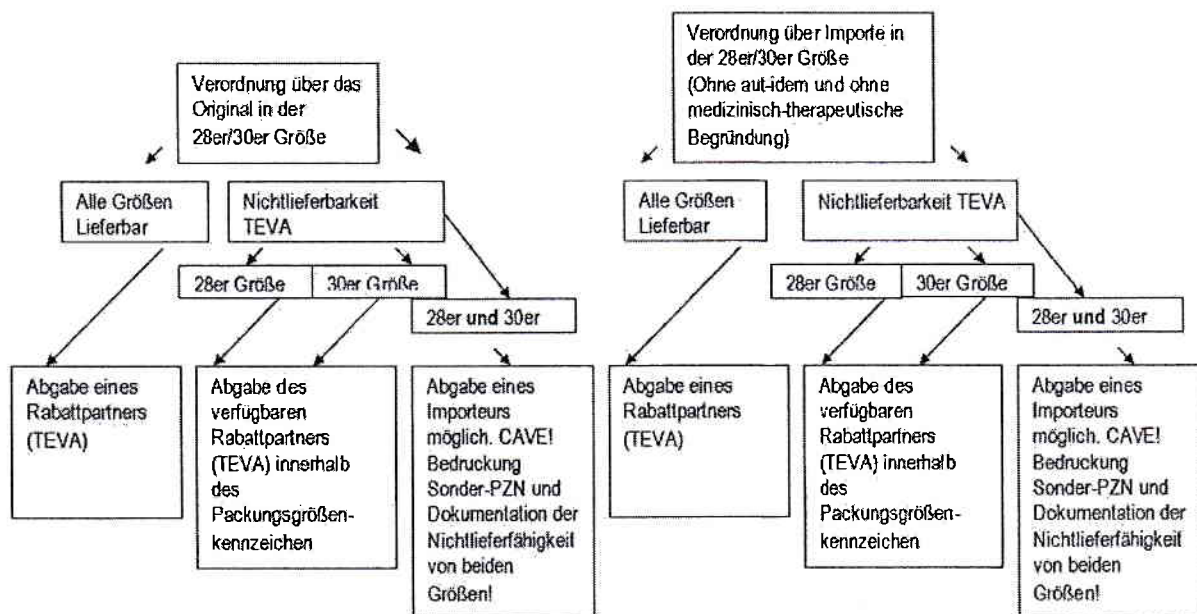 Verordnung über das
Original in der
28er/30er Größe
Alle Größen
Lieferbar
Nichtlieferbarkeit
TEVA
28er Größe
30er Größe
28er und 30er
Abgabe eines
Rabattpartners
(TEVA)
Abgabe des
verfügbaren
Rabattpartners
(TEVA) innerhalb
des
Packungsgrößen-
kennzeichen
Abgabe eines
Importeurs
möglich. CAVE!
Bedruckung
Sonder-PZN und
Dokumentation der
Nichtlieferfähigkeit
von beiden
Größen!
Verordnung über Importe in
der 28er/30er Größe
(Ohne aut-idem und ohne
medizinisch-therapeutische
Begründung)
Alle Größen
Lieferbar
Nichtlieferbarkeit TEVA
28er Größe
30er Größe
28er und 30er
Abgabe eines
Rabattpartners
(TEVA)
Abgabe des
verfügbaren
Rabattpartners
(TEVA) innerhalb
des
Packungsgrößen-
kennzeichen
Abgabe eines
Importeurs
möglich. CAVE!
Bedruckung
Sonder-PZN und
Dokumentation der
Nichtlieferfähigkeit
von beiden
Größen!